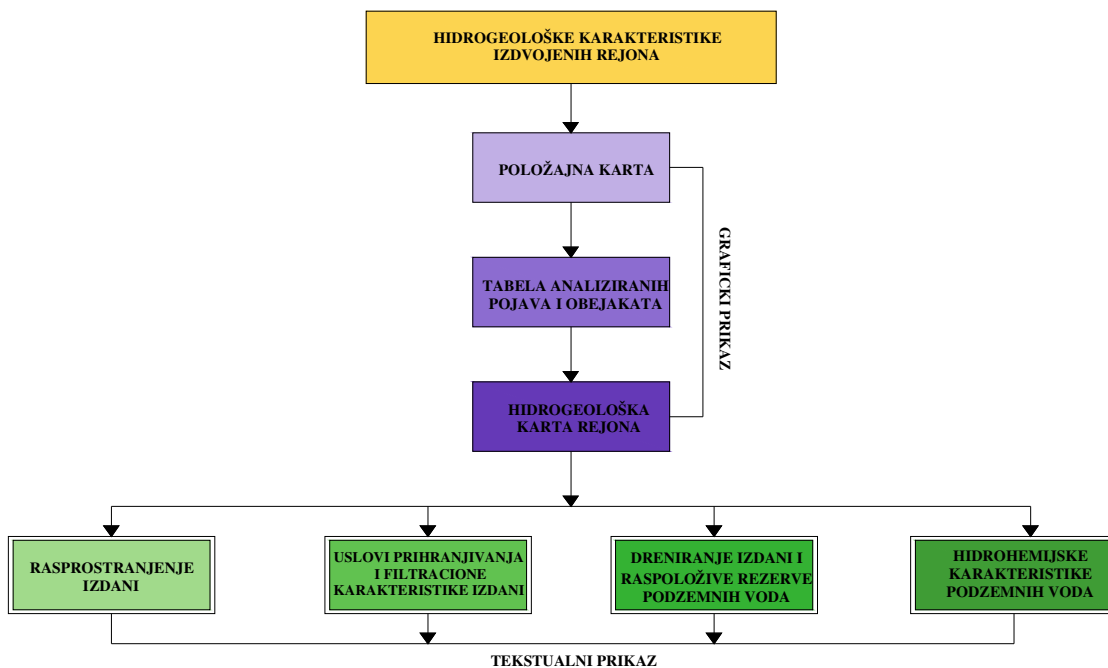 HIDROGEOLOŠKE KARAKTERISTIKE
IZDVOJENIH REJONA
POLOŽAJNA KARTA
GRAFICKI PRIKAZ
TABELA ANALIZIRANIH
POJAVA I OBEJAKATA
HIDROGEOLOŠKA
KARTA REJONA
RASPROSTRANJENJE
IZDANI
USLOVI PRIHRANJIVANJA
I FILTRACIONE
KARAKTERISTIKE IZDANI
DRENIRANJE IZDANI I
RASPOLOŽIVE REZERVE
PODZEMNIH VODA
HIDROHEMIJSKE
KARAKTERISTIKE
PODZEMNIH VODA
TEKSTUALNI PRIKAZ